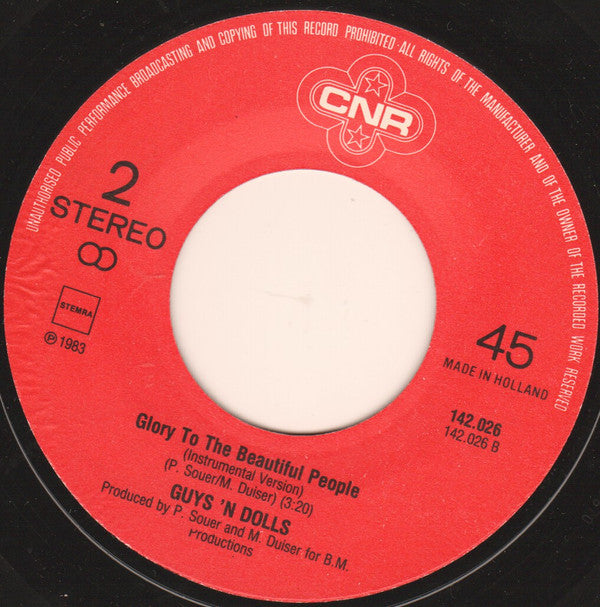 UNAUTHORISED PUBLIC PERFORMANCE BROADCASTING AND COPYING OF THIS RECORD PROHIBITED·ALL RIGHTS OF THE MANUFACTURER AND OF THE OWNER OF THE RECORDED WORK RESERVED
CNR
2
STEREO
STEMRA
℗ 1983
45
MADE IN HOLLAND
142.026
142.026 B
Glory To The Beautiful People
(Instrumental Version)
(P. Souer/M. Duiser) (3:20)
GUYS 'N DOLLS
Produced by P. Souer and M. Duiser for B.M.
Productions